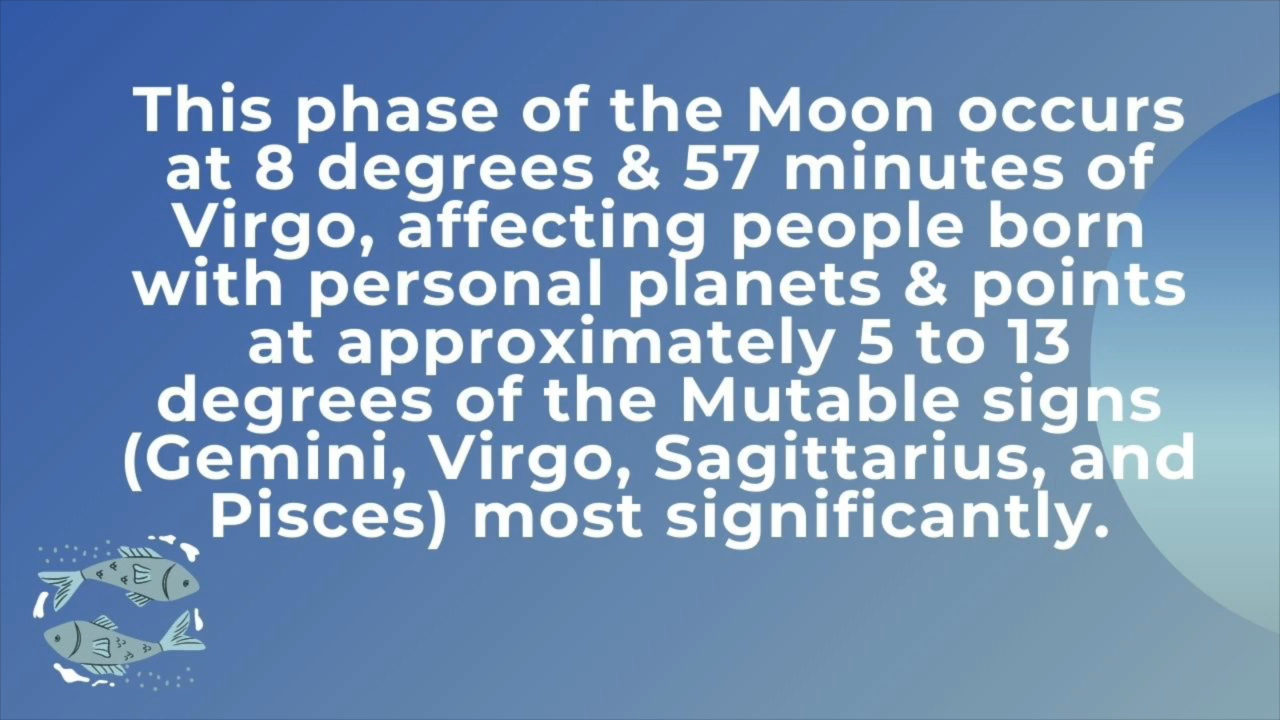 This phase of the Moon occurs
at 8 degrees & 57 minutes of
Virgo, affecting people born
with personal planets & points
at approximately 5 to 13
degrees of the Mutable signs
(Gemini, Virgo, Sagittarius, and
Pisces) most significantly.